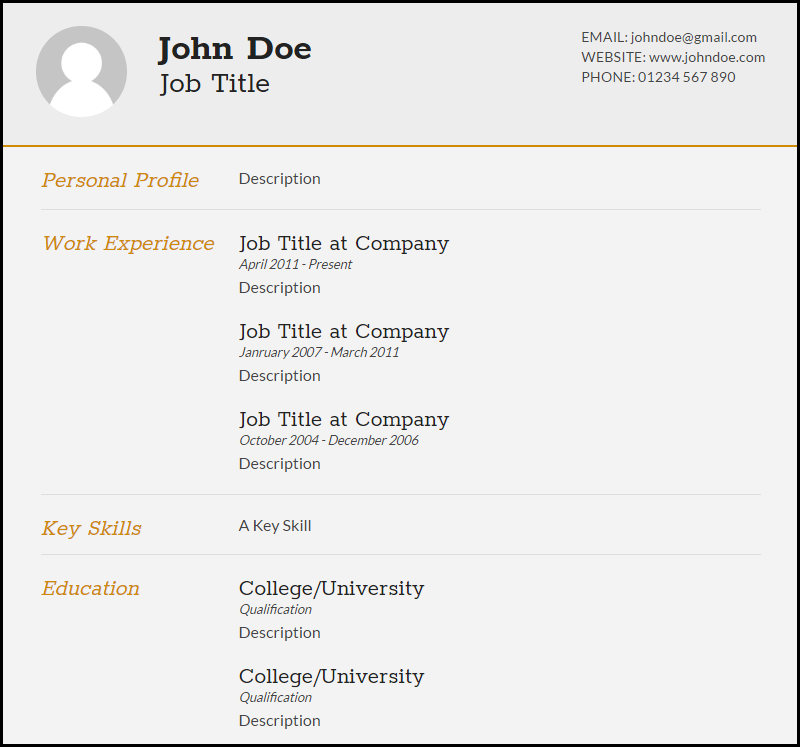 John Doe
Job Title
EMAIL: johndoe@gmail.com
WEBSITE: www.johndoe.com
PHONE: 01234 567 890
Personal Profile
Description
Work Experience
Job Title at Company
April 2011 - Present
Description
Job Title at Company
Janruary 2007 - March 2011
Description
Job Title at Company
October 2004 - December 2006
Description
Key Skills
A Key Skill
Education
College/University
Qualification
Description
College/University
Qualification
Description